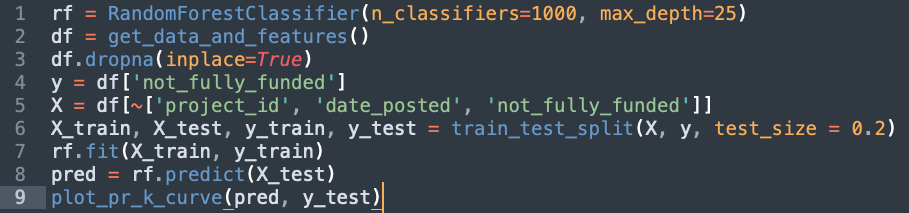 1 rf = RandomForestClassifier(n_classifiers=1000, max_depth=25)
2 df = get_data_and_features()
3 df.dropna(inplace=True)
4 y = df['not_fully_funded']
5 X = df[~['project_id', 'date_posted', 'not_fully_funded']]
6 X_train, X_test, y_train, y_test = train_test_split(X, y, test_size = 0.2)
7 rf.fit(X_train, y_train)
8 pred = rf.predict(X_test)
9 plot_pr_k_curve(pred, y_test)